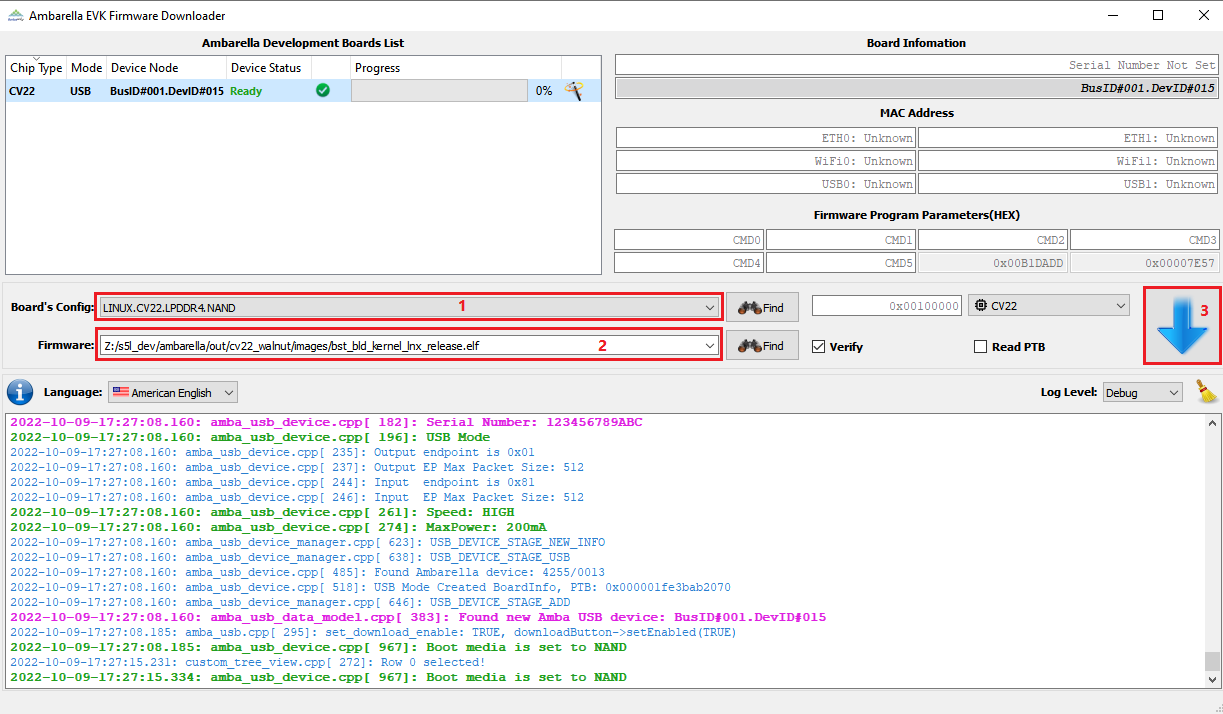 Ambarella EVK Firmware Downloader
Ambarella Development Boards List
Chip Type Mode Device Node Device Status Progress
CV22 USB BusID#001.DevID#015 Ready 0%
Board Infomation
Serial Number Not Set
BusID#001.DevID#015
MAC Address
ETH0: Unknown ETH1: Unknown
WiFi0: Unknown WiFi1: Unknown
USB0: Unknown USB1: Unknown
Firmware Program Parameters(HEX)
CMD0 CMD1 CMD2 CMD3
CMD4 CMD5 0x00B1DADD 0x00007E57
Board's Config: LINUX.CV22.LPDDR4.NAND 1 Find 0x00100000 CV22 3
Firmware: Z:/s5l_dev/ambarella/out/cv22_walnut/images/bst_bld_kernel_lnx_release.elf 2 Find Verify Read PTB
Language: American English Log Level: Debug
2022-10-09-17:27:08.160: amba_usb_device.cpp[ 182]: Serial Number: 123456789ABC
2022-10-09-17:27:08.160: amba_usb_device.cpp[ 196]: USB Mode
2022-10-09-17:27:08.160: amba_usb_device.cpp[ 235]: Output endpoint is 0x01
2022-10-09-17:27:08.160: amba_usb_device.cpp[ 237]: Output EP Max Packet Size: 512
2022-10-09-17:27:08.160: amba_usb_device.cpp[ 244]: Input  endpoint is 0x81
2022-10-09-17:27:08.160: amba_usb_device.cpp[ 246]: Input  EP Max Packet Size: 512
2022-10-09-17:27:08.160: amba_usb_device.cpp[ 261]: Speed: HIGH
2022-10-09-17:27:08.160: amba_usb_device.cpp[ 274]: MaxPower: 200mA
2022-10-09-17:27:08.160: amba_usb_device_manager.cpp[ 623]: USB_DEVICE_STAGE_NEW_INFO
2022-10-09-17:27:08.160: amba_usb_device_manager.cpp[ 638]: USB_DEVICE_STAGE_USB
2022-10-09-17:27:08.160: amba_usb_device.cpp[ 485]: Found Ambarella device: 4255/0013
2022-10-09-17:27:08.160: amba_usb_device.cpp[ 518]: USB Mode Created BoardInfo, PTB: 0x000001fe3bab2070
2022-10-09-17:27:08.160: amba_usb_device_manager.cpp[ 646]: USB_DEVICE_STAGE_ADD
2022-10-09-17:27:08.160: amba_usb_data_model.cpp[ 383]: Found new Amba USB device: BusID#001.DevID#015
2022-10-09-17:27:08.185: amba_usb.cpp[ 295]: set_download_enable: TRUE, downloadButton->setEnabled(TRUE)
2022-10-09-17:27:08.185: amba_usb_device.cpp[ 967]: Boot media is set to NAND
2022-10-09-17:27:15.231: custom_tree_view.cpp[ 272]: Row 0 selected!
2022-10-09-17:27:15.334: amba_usb_device.cpp[ 967]: Boot media is set to NAND